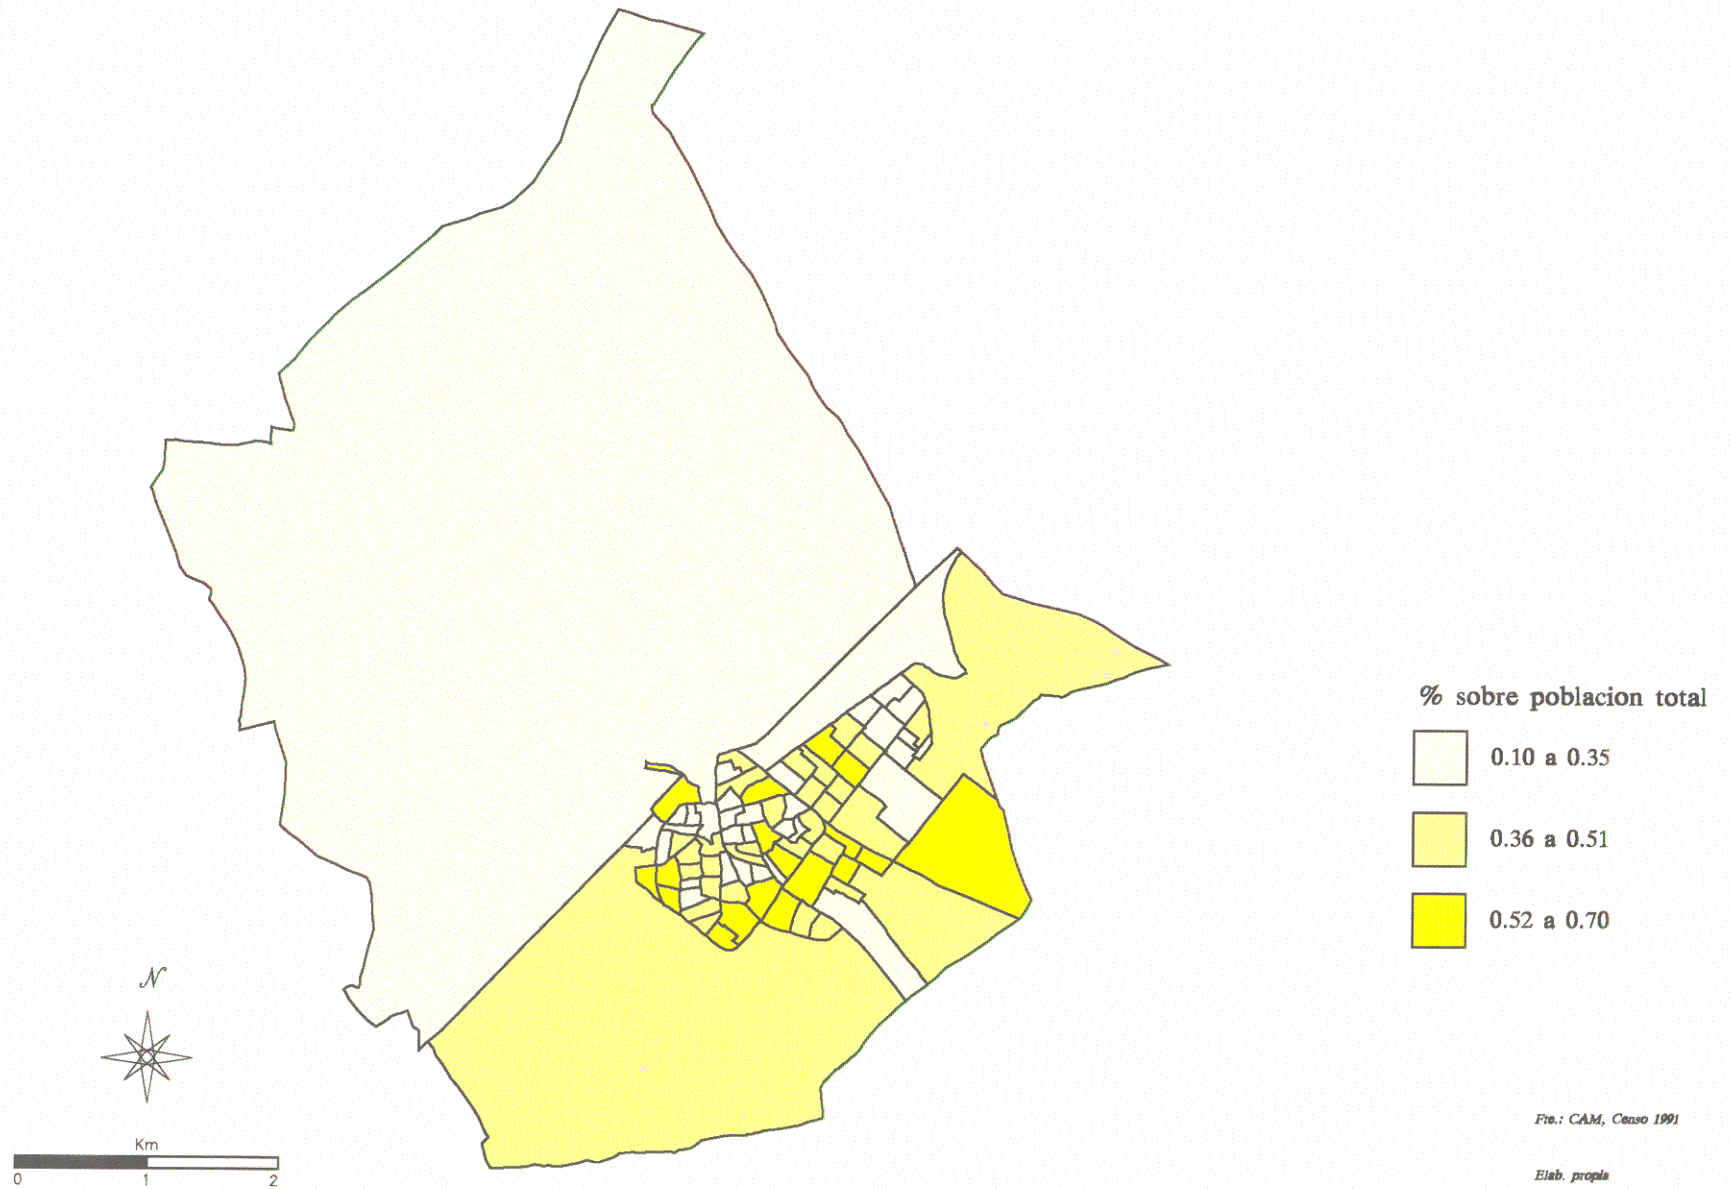 % sobre poblacion total
0.10 a 0.35
0.36 a 0.51
0.52 a 0.70
N
Km
0 1 2
Fte.: CAM, Censo 1991
Elab. propia